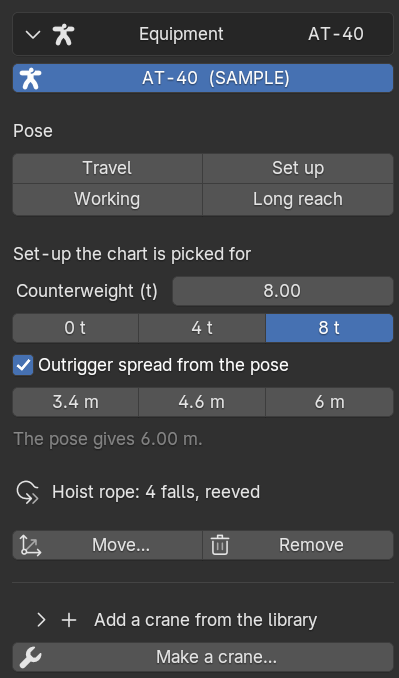 Equipment AT-40
AT-40 (SAMPLE)
Pose
Travel Set up
Working Long reach
Set-up the chart is picked for
Counterweight (t) 8.00
0 t 4 t 8 t
Outrigger spread from the pose
3.4 m 4.6 m 6 m
The pose gives 6.00 m.
Hoist rope: 4 falls, reeved
Move... Remove
Add a crane from the library
Make a crane...